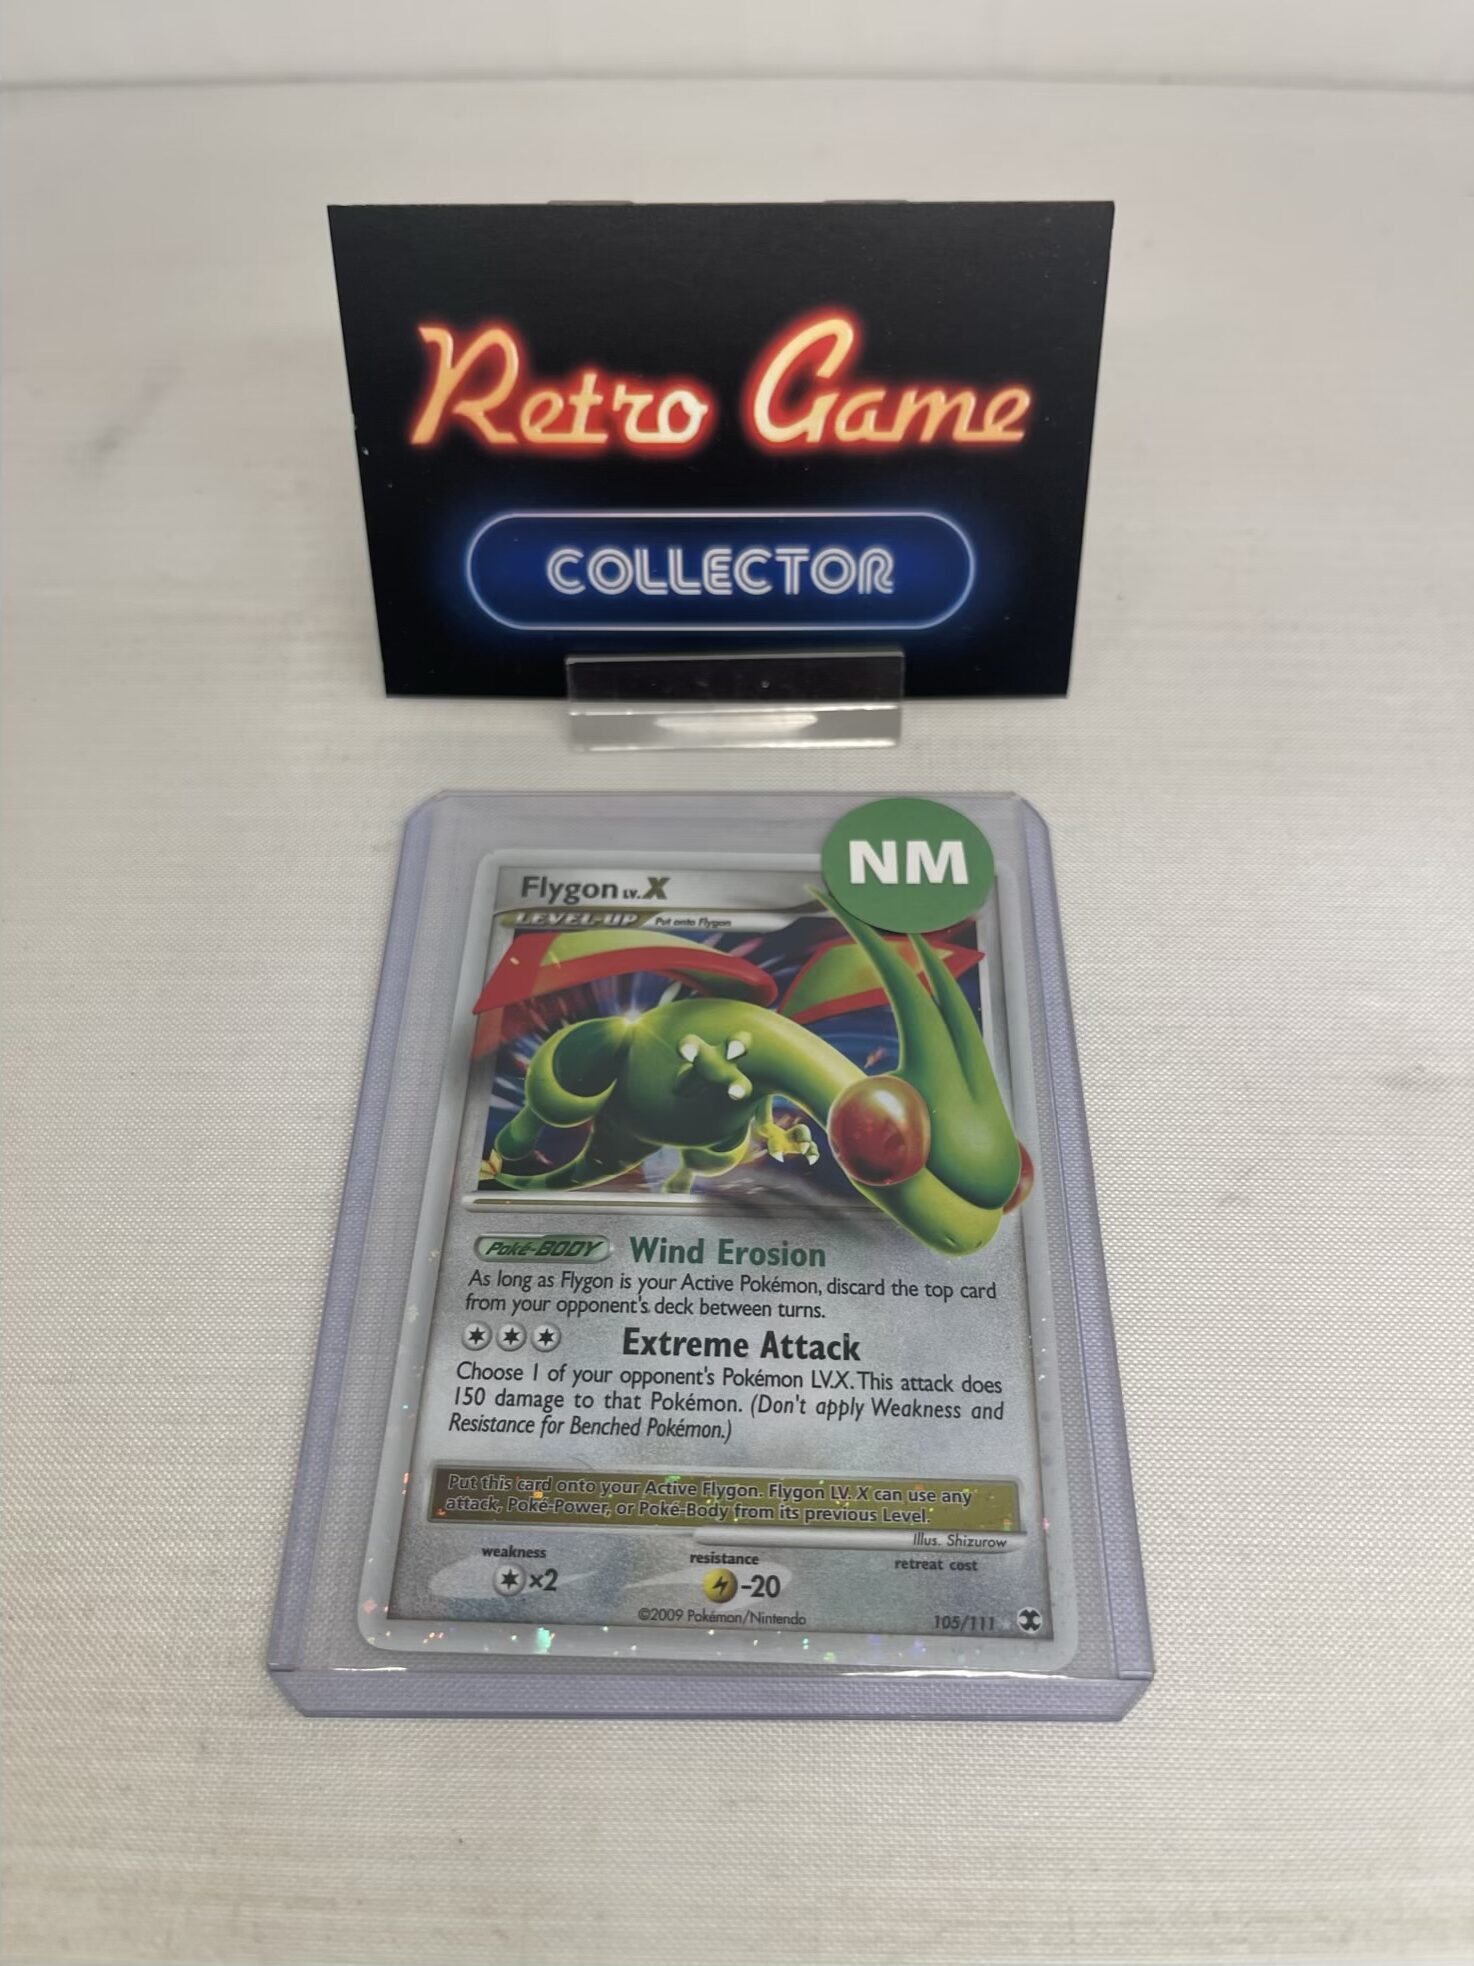 Retro Game
COLLECTOR
NM
Flygon LV.X
LEVEL-UP Put onto Flygon
Poké-BODY Wind Erosion
As long as Flygon is your Active Pokémon, discard the top card
from your opponent's deck between turns.
Extreme Attack
Choose 1 of your opponent's Pokémon LV.X. This attack does
150 damage to that Pokémon. (Don't apply Weakness and
Resistance for Benched Pokémon.)
Put this card onto your Active Flygon. Flygon LV. X can use any
attack, Poké-Power, or Poké-Body from its previous Level.
Illus. Shizurow
weakness resistance retreat cost
×2 -20
©2009 Pokémon/Nintendo 105/111